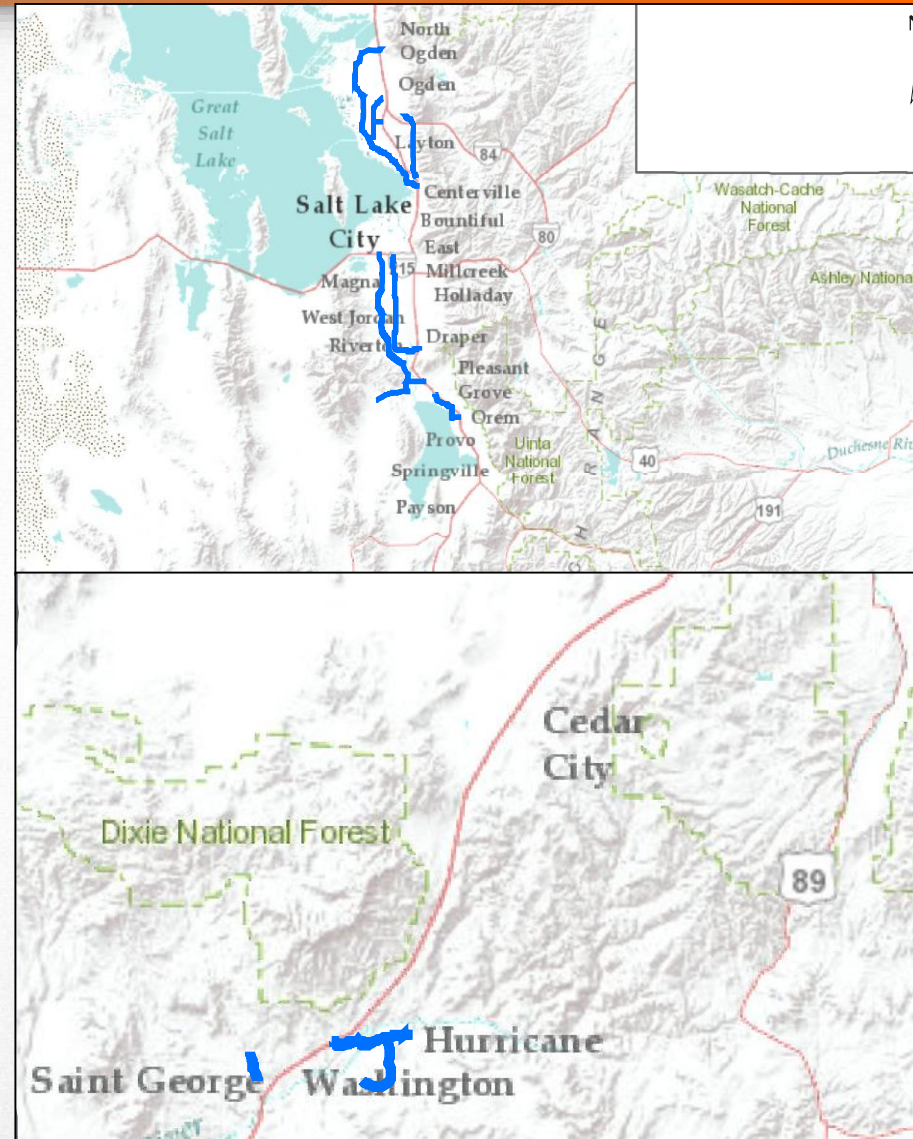 North
Ogden
Ogden
Great
Salt
Lake
Layton
84
Centerville
Wasatch-Cache
National
Forest
Salt Lake
City
Bountiful
80
East
15
Millcreek
Magna
Holladay
Ashley Nationa
West Jordan
Riverton
Draper
Pleasant
Grove
Orem
Provo
Uinta
National
Forest
40
Duchesne Riv
Springville
Payson
191
H R A N G E
Cedar
City
Dixie National Forest
89
Hurricane
Saint George
Washington